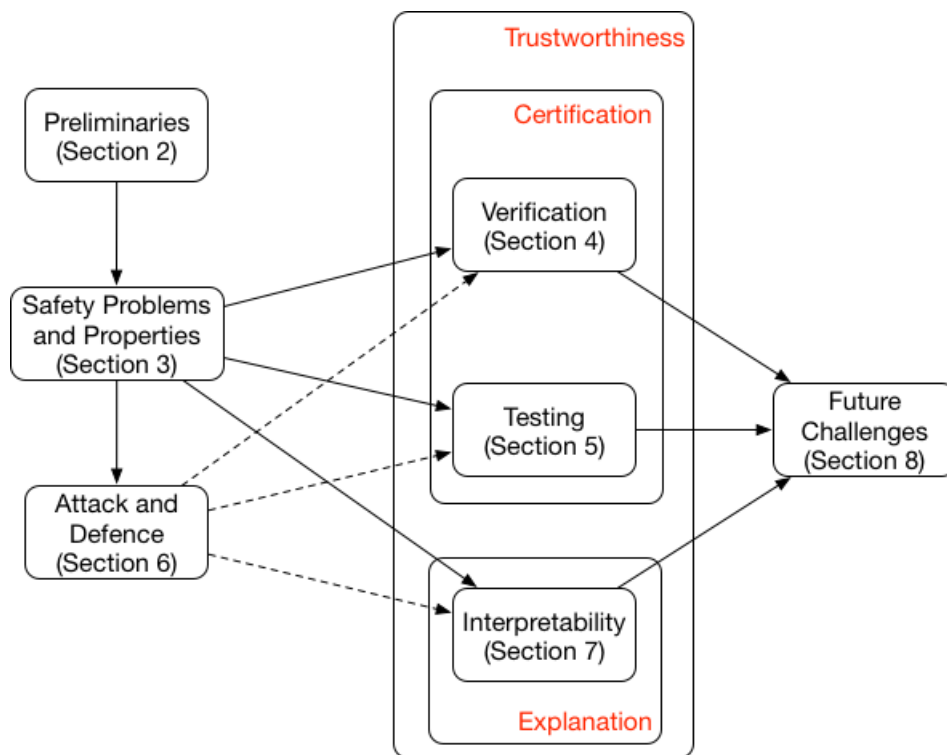 Trustworthiness
Certification
Preliminaries
(Section 2)
Verification
(Section 4)
Safety Problems
and Properties
(Section 3)
Testing
(Section 5)
Future
Challenges
(Section 8)
Attack and
Defence
(Section 6)
Interpretability
(Section 7)
Explanation